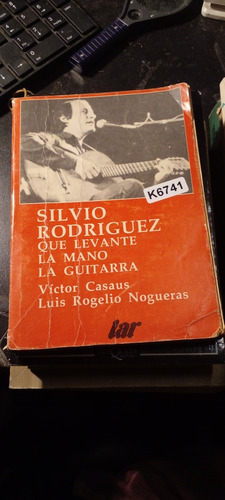 K6741
SILVIO
RODRIGUEZ
QUE LEVANTE
LA MANO
LA GUITARRA
Víctor Casaus
Luis Rogelio Nogueras
lar